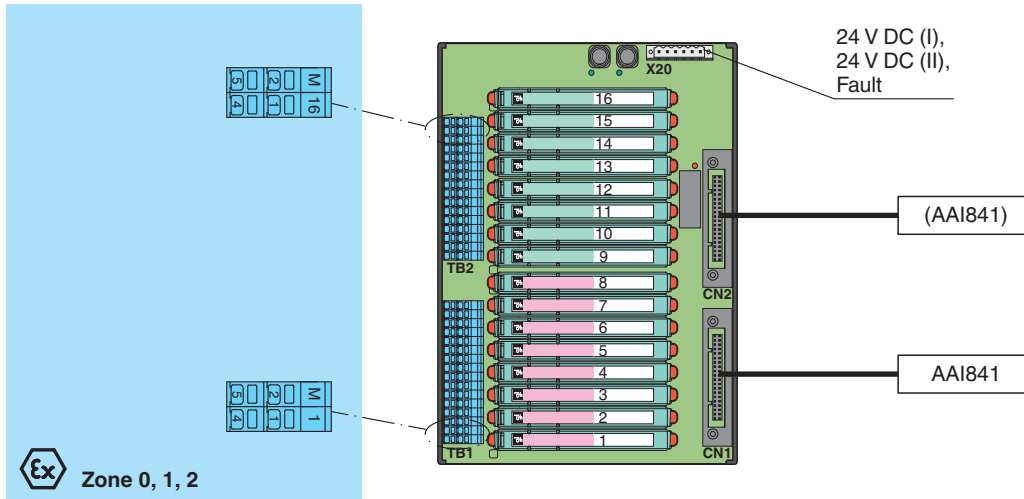 24 V DC (I),
24 V DC (II),
Fault
X20
5 2 M
4 1 16
16
15
14
13
12
11
10
9
8
7
6
5
4
3
2
1
TB2
CN2
(AAI841)
AAI841
5 2 M
4 1 1
TB1
CN1
Ex Zone 0, 1, 2